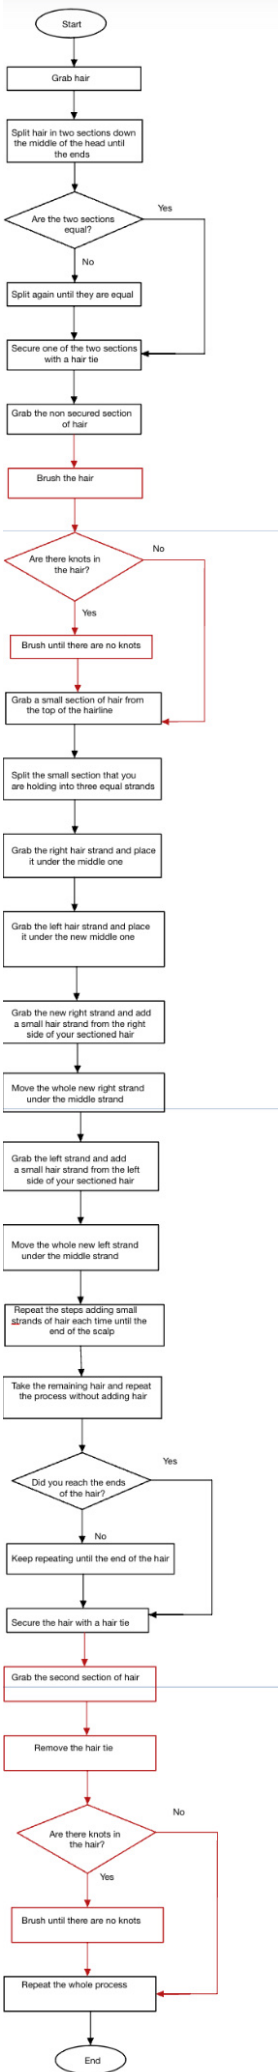 Start
Grab hair
Split hair in two sections down
the middle of the head until
the ends
Are the two sections
equal?
Yes
No
Split again until they are equal
Secure one of the two sections
with a hair tie
Grab the non secured section
of hair
Brush the hair
Are there knots in
the hair?
No
Yes
Brush until there are no knots
Grab a small section of hair from
the top of the hairline
Split the small section that you
are holding into three equal strands
Grab the right hair strand and place
it under the middle one
Grab the left hair strand and place
it under the new middle one
Grab the new right strand and add
a small hair strand from the right
side of your sectioned hair
Move the whole new right strand
under the middle strand
Grab the left strand and add
a small hair strand from the left
side of your sectioned hair
Move the whole new left strand
under the middle strand
Repeat the steps adding small
strands of hair each time until the
end of the scalp
Take the remaining hair and repeat
the process without adding hair
Did you reach the ends
of the hair?
Yes
No
Keep repeating until the end of the hair
Secure the hair with a hair tie
Grab the second section of hair
Remove the hair tie
Are there knots in
the hair?
No
Yes
Brush until there are no knots
Repeat the whole process
End